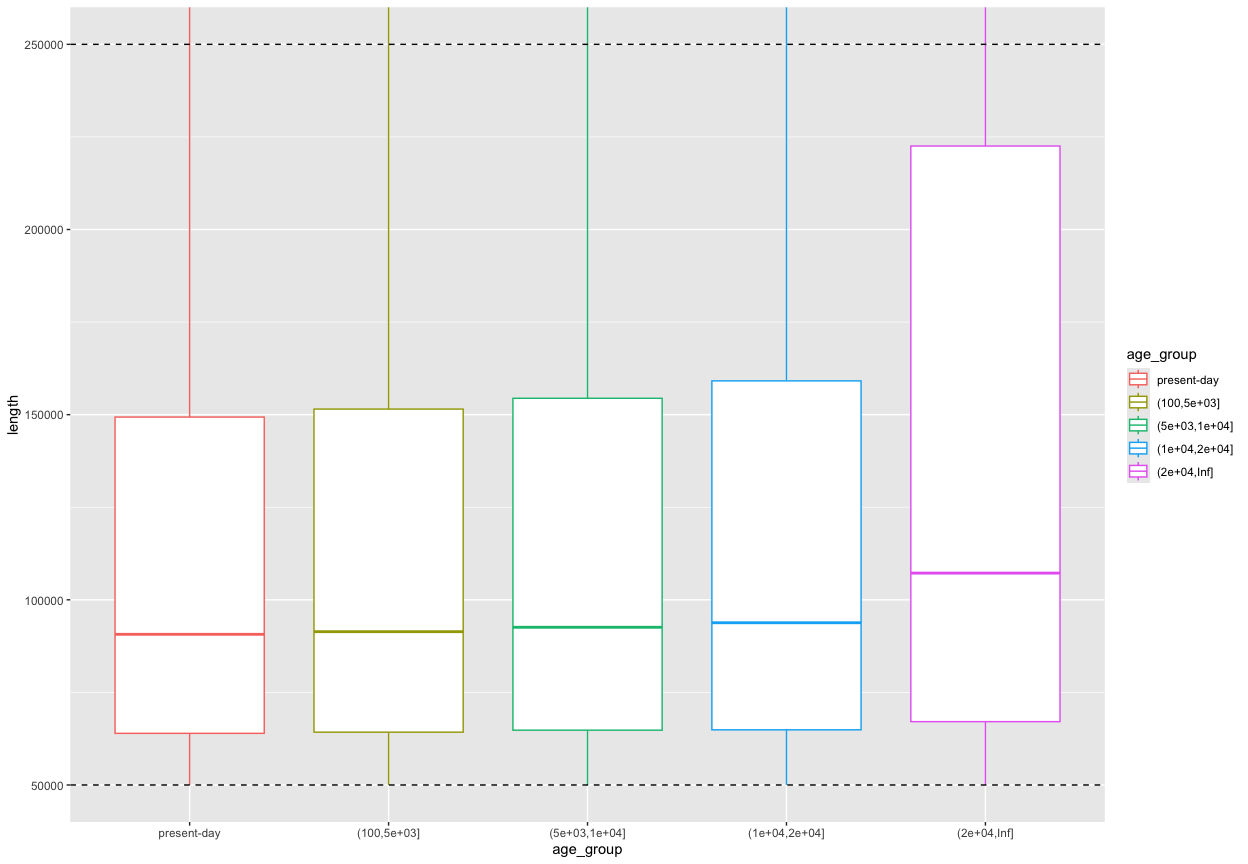 250000
200000
150000
100000
50000
length
present-day
(100,5e+03]
(5e+03,1e+04]
(1e+04,2e+04]
(2e+04,Inf]
age_group
age_group
present-day
(100,5e+03]
(5e+03,1e+04]
(1e+04,2e+04]
(2e+04,Inf]